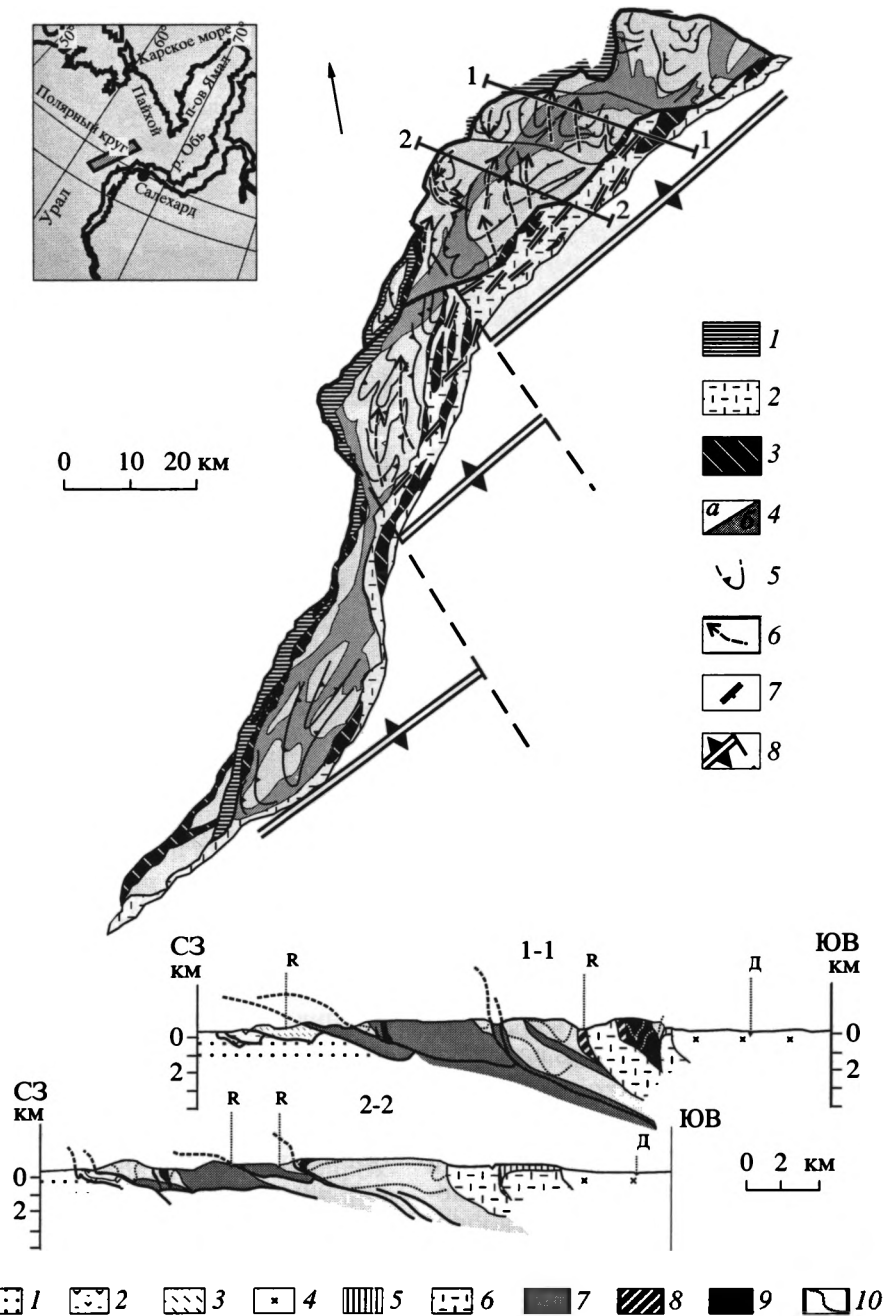 50°
60°
70°
Карское море
Пайхой
п-ов Ямал
Полярный круг
р. Обь
Салехард
Урал
1
1
2
2
0 10 20 км
1
2
3
а б 4
5
6
7
8
СЗ
км
R
1-1
R
Д
ЮВ
км
0
2
0
2
СЗ
км
R
R
2-2
Д
ЮВ
0
2
0 2 км
1 2 3 4 5 6 7 8 9 10